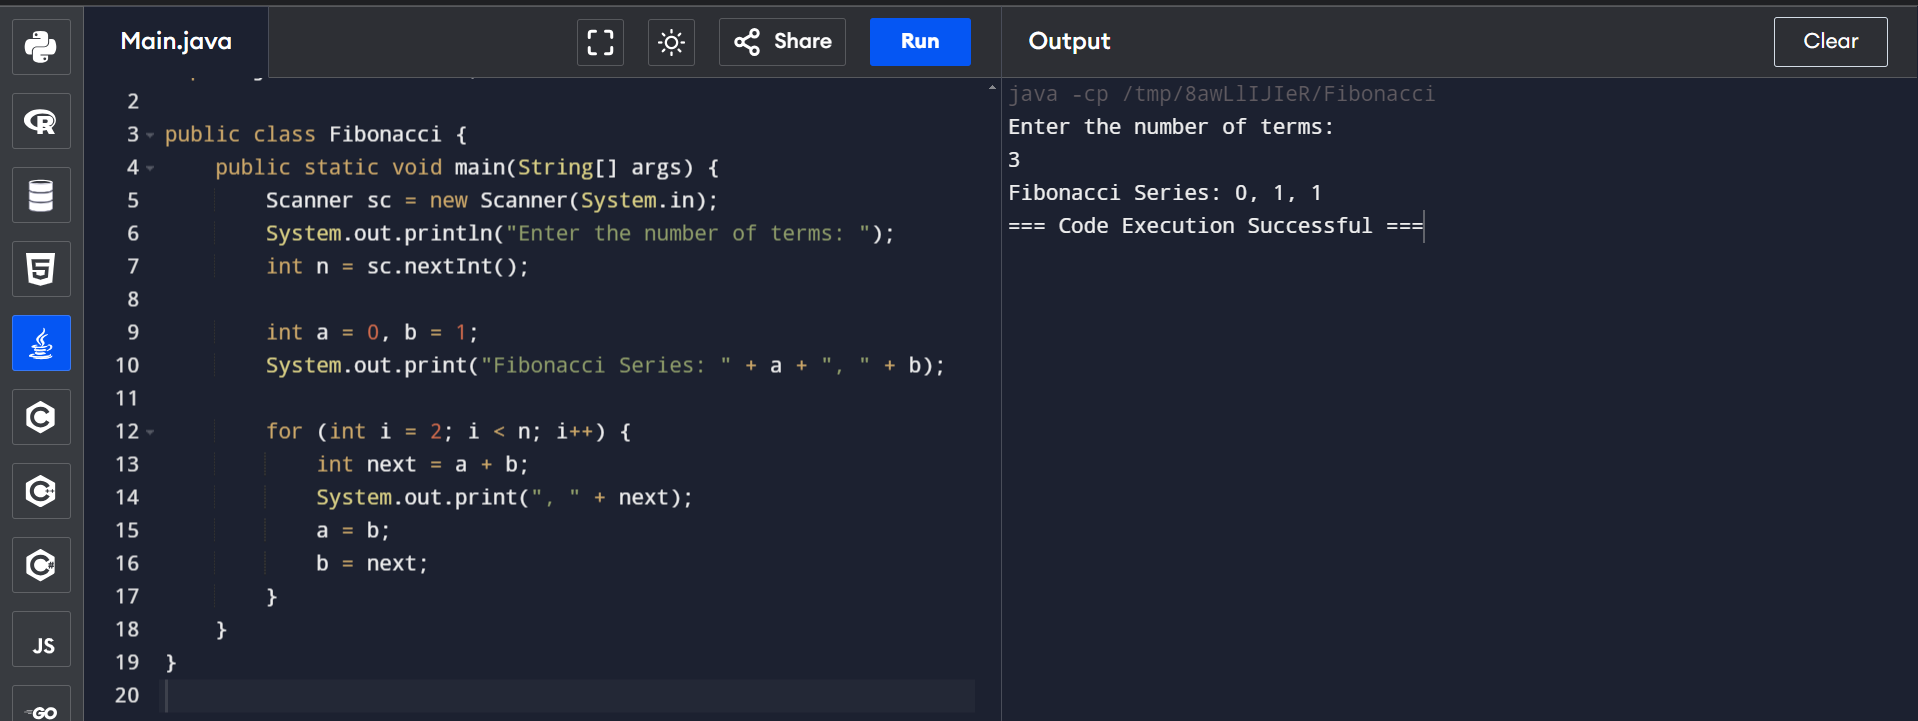 Main.java
Share
Run
Output
Clear
2
3 public class Fibonacci {
4 public static void main(String[] args) {
5 Scanner sc = new Scanner(System.in);
6 System.out.println("Enter the number of terms: ");
7 int n = sc.nextInt();
8
9 int a = 0, b = 1;
10 System.out.print("Fibonacci Series: " + a + ", " + b);
11
12 for (int i = 2; i < n; i++) {
13 int next = a + b;
14 System.out.print(", " + next);
15 a = b;
16 b = next;
17 }
18 }
19 }
20
java -cp /tmp/8awLlIJIeR/Fibonacci
Enter the number of terms:
3
Fibonacci Series: 0, 1, 1
=== Code Execution Successful ===
R
5
C
C++
C#
JS
GO